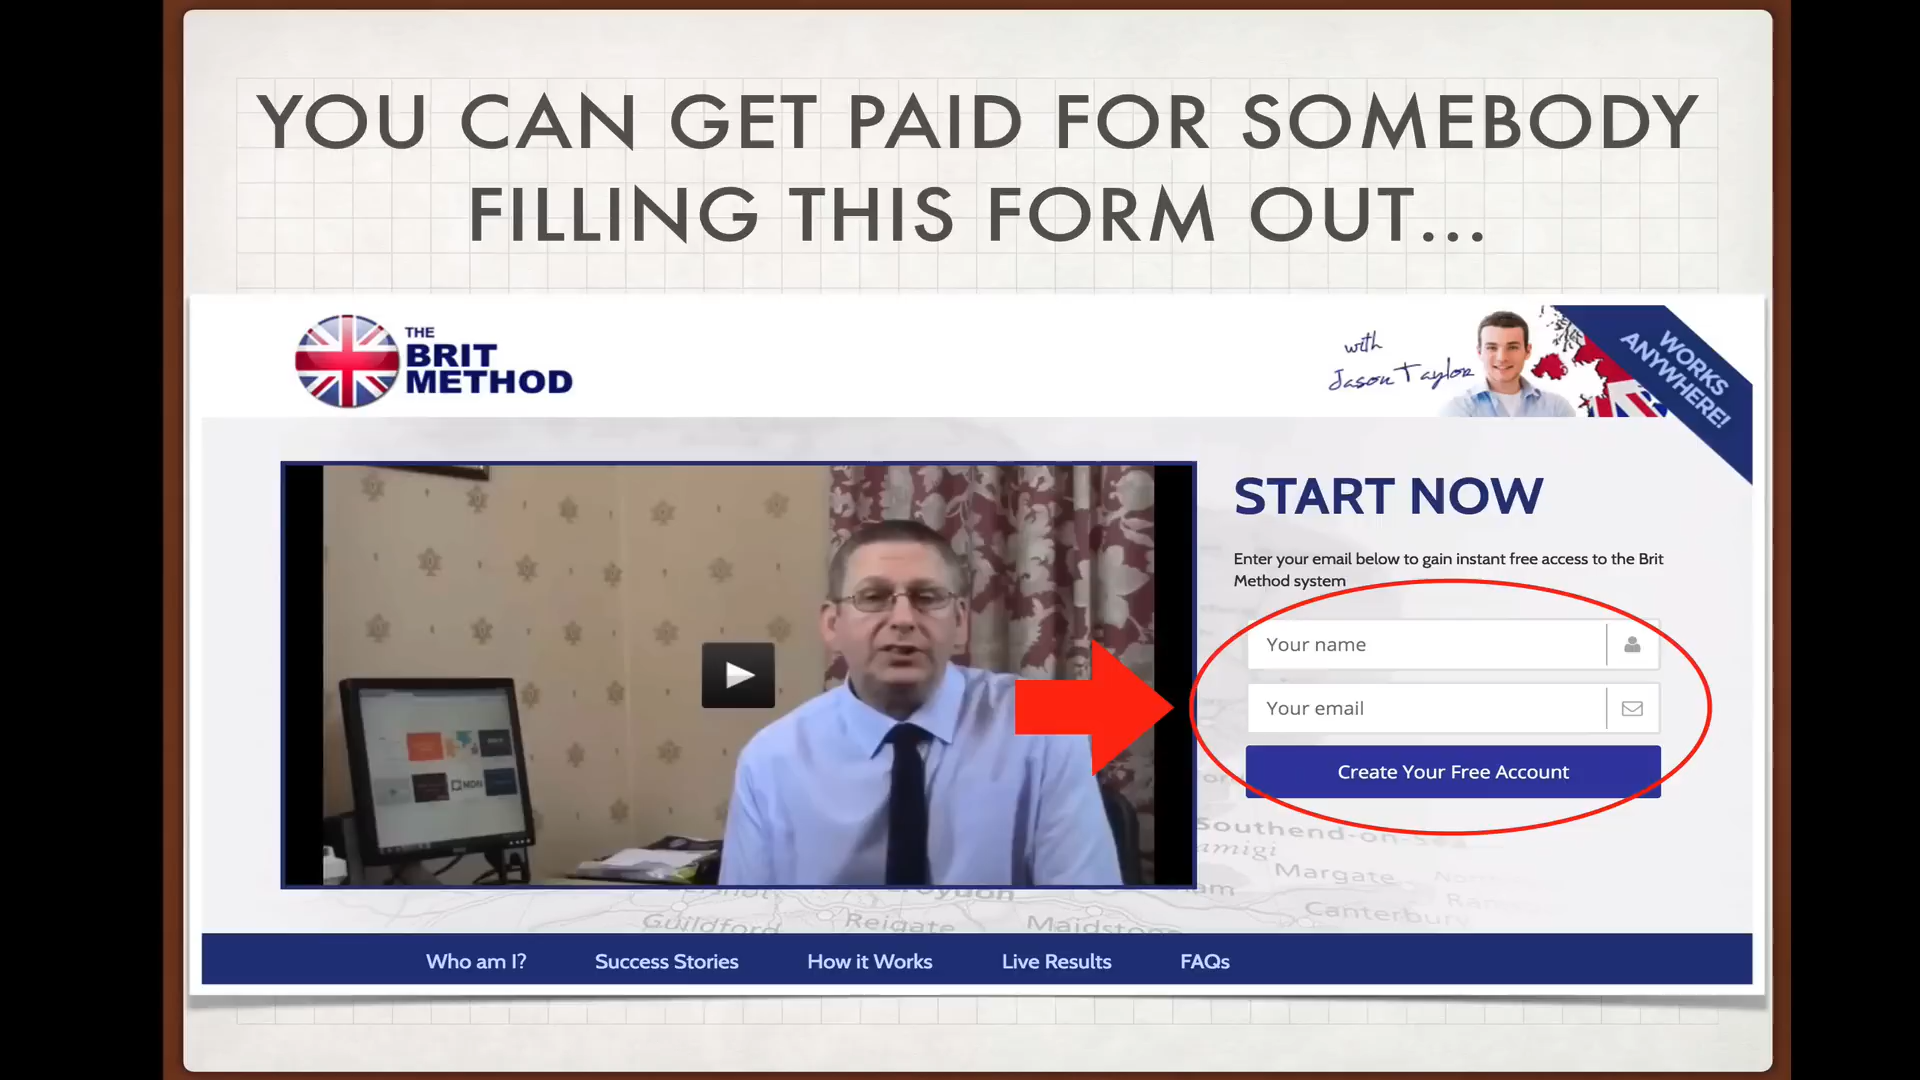 YOU CAN GET PAID FOR SOMEBODY
FILLING THIS FORM OUT...
THE
BRIT
METHOD
with
Jason Taylor
WORKS
ANYWHERE!
START NOW
Enter your email below to gain instant free access to the Brit
Method system
Your name
Your email
Create Your Free Account
Southend-on-S
Margate
Canterbury
Guildford
Reigate
Croydon
Maidsto
Who am I?
Success Stories
How it Works
Live Results
FAQs